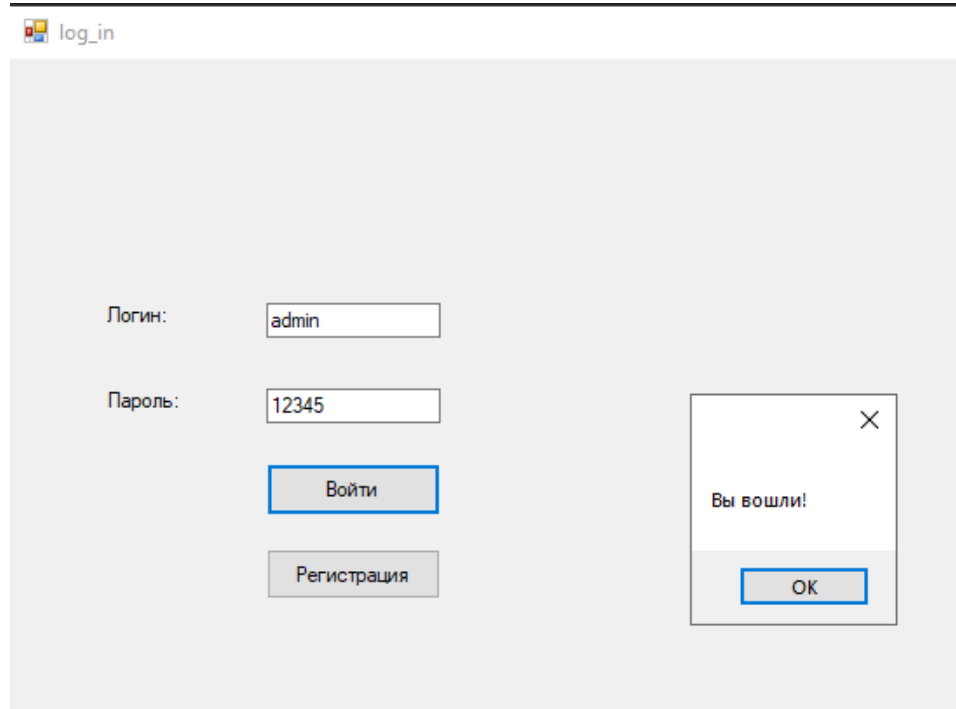 log_in
Логин:
admin
Пароль:
12345
Войти
Регистрация
Вы вошли!
OK